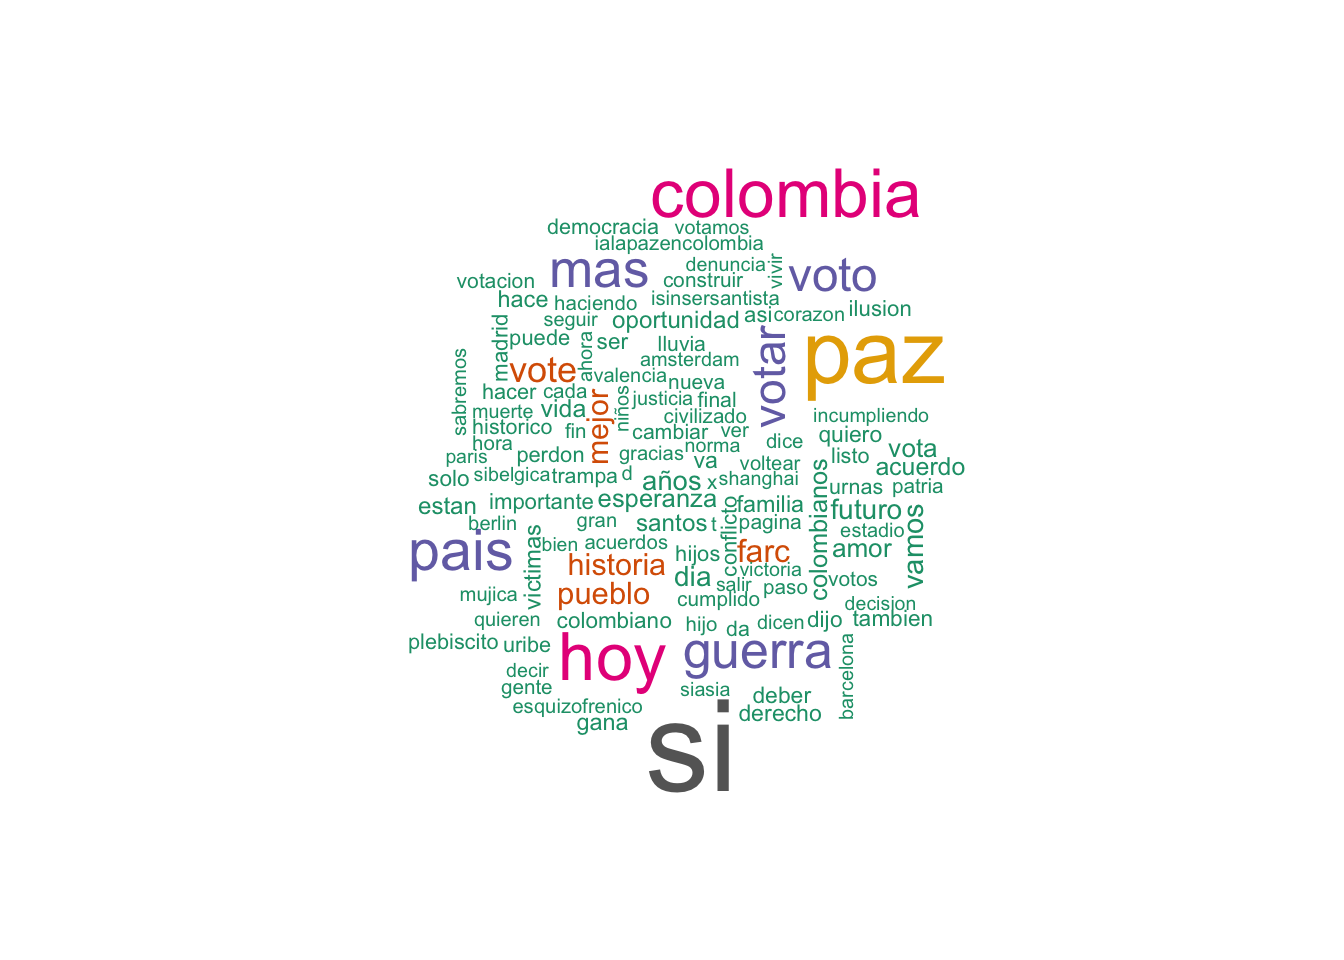 colombia
democracia
votamos
ialapazencolombia
mas
denuncia
vivir
voto
votacion
construir
hace
haciendo
isinsersantista
seguir
oportunidad
asi
corazon
ilusion
madrid
puede
ahora
ser
lluvia
votar
paz
vote
amsterdam
valencia
nueva
sabremos
hacer
cada
niños
justicia
final
muerte
vida
mejor
civilizado
incumpliendo
historico
fin
cambiar
ver
quiero
hora
dice
vota
paris
perdon
gracias
norma
va
voltear
listo
acuerdo
solo
sibelgica
trampa
d
años
x
shanghai
colombianos
urnas
patria
estan
importante
esperanza
familia
futuro
berlin
gran
santos
t
conflicto
pagina
estadio
vamos
pais
victimas
bien
acuerdos
hijos
farc
amor
historia
dia
victoria
salir
paso
votos
mujica
pueblo
cumplido
decision
quieren
colombiano
hijo
da
dicen
dijo
tambien
plebiscito
uribe
hoy
guerra
barcelona
decir
gente
siasia
deber
esquizofrenico
derecho
gana
si